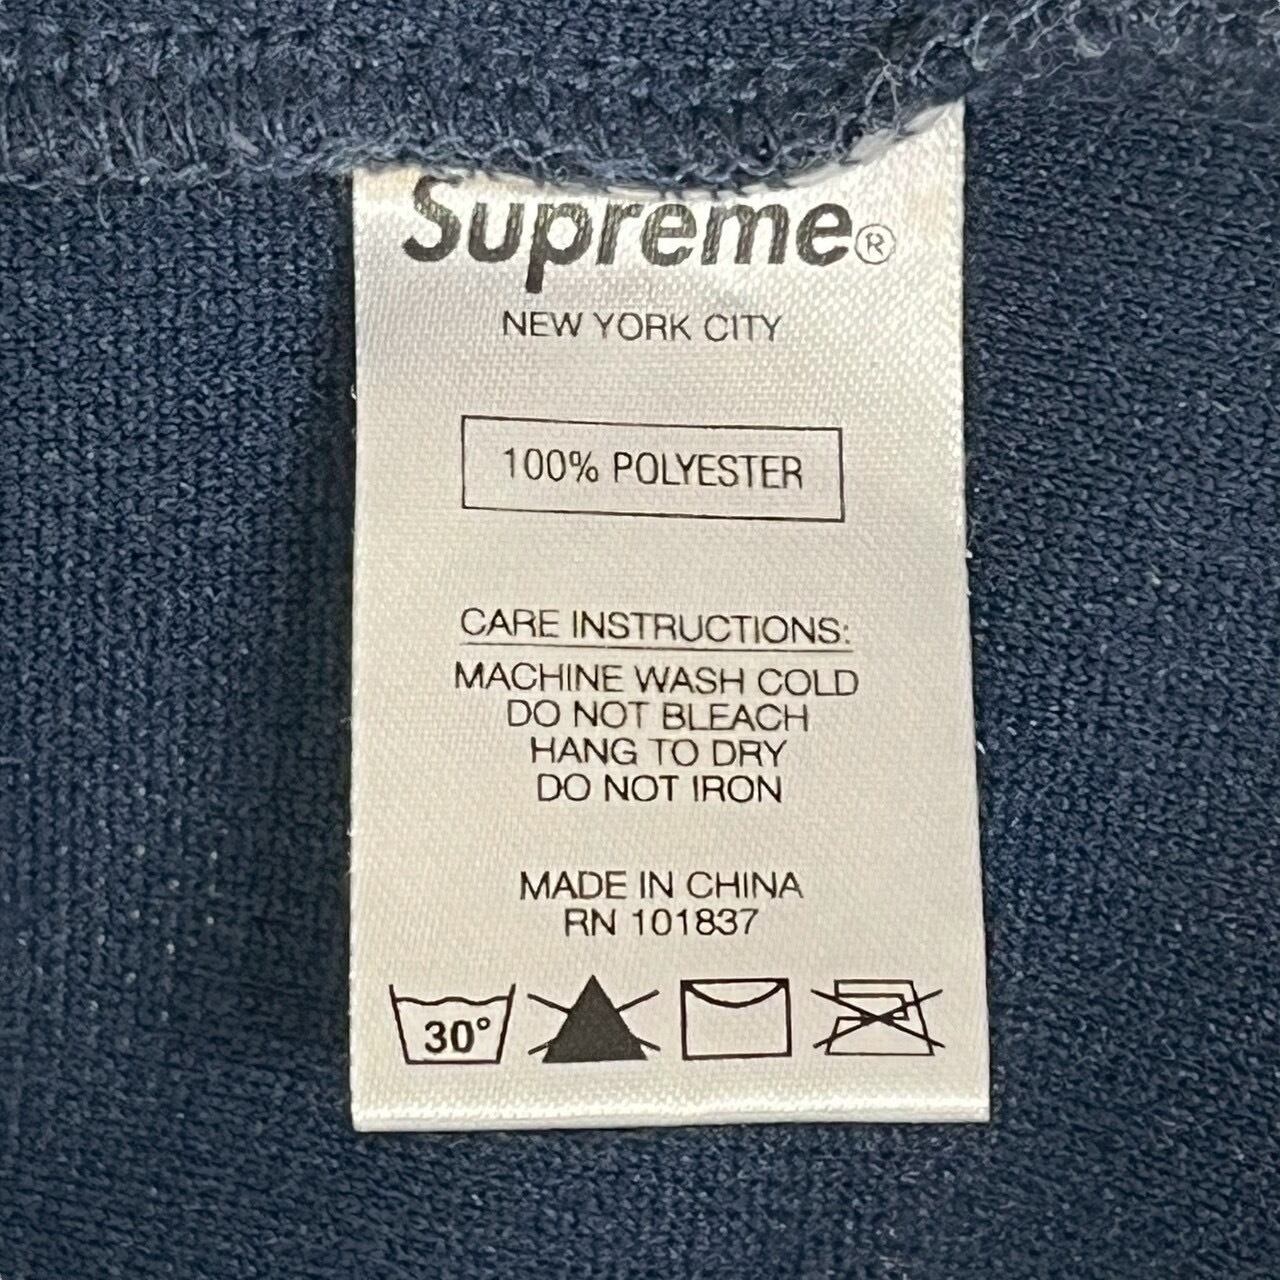 Supreme®
NEW YORK CITY
100% POLYESTER
CARE INSTRUCTIONS:
MACHINE WASH COLD
DO NOT BLEACH
HANG TO DRY
DO NOT IRON
MADE IN CHINA
RN 101837
30°